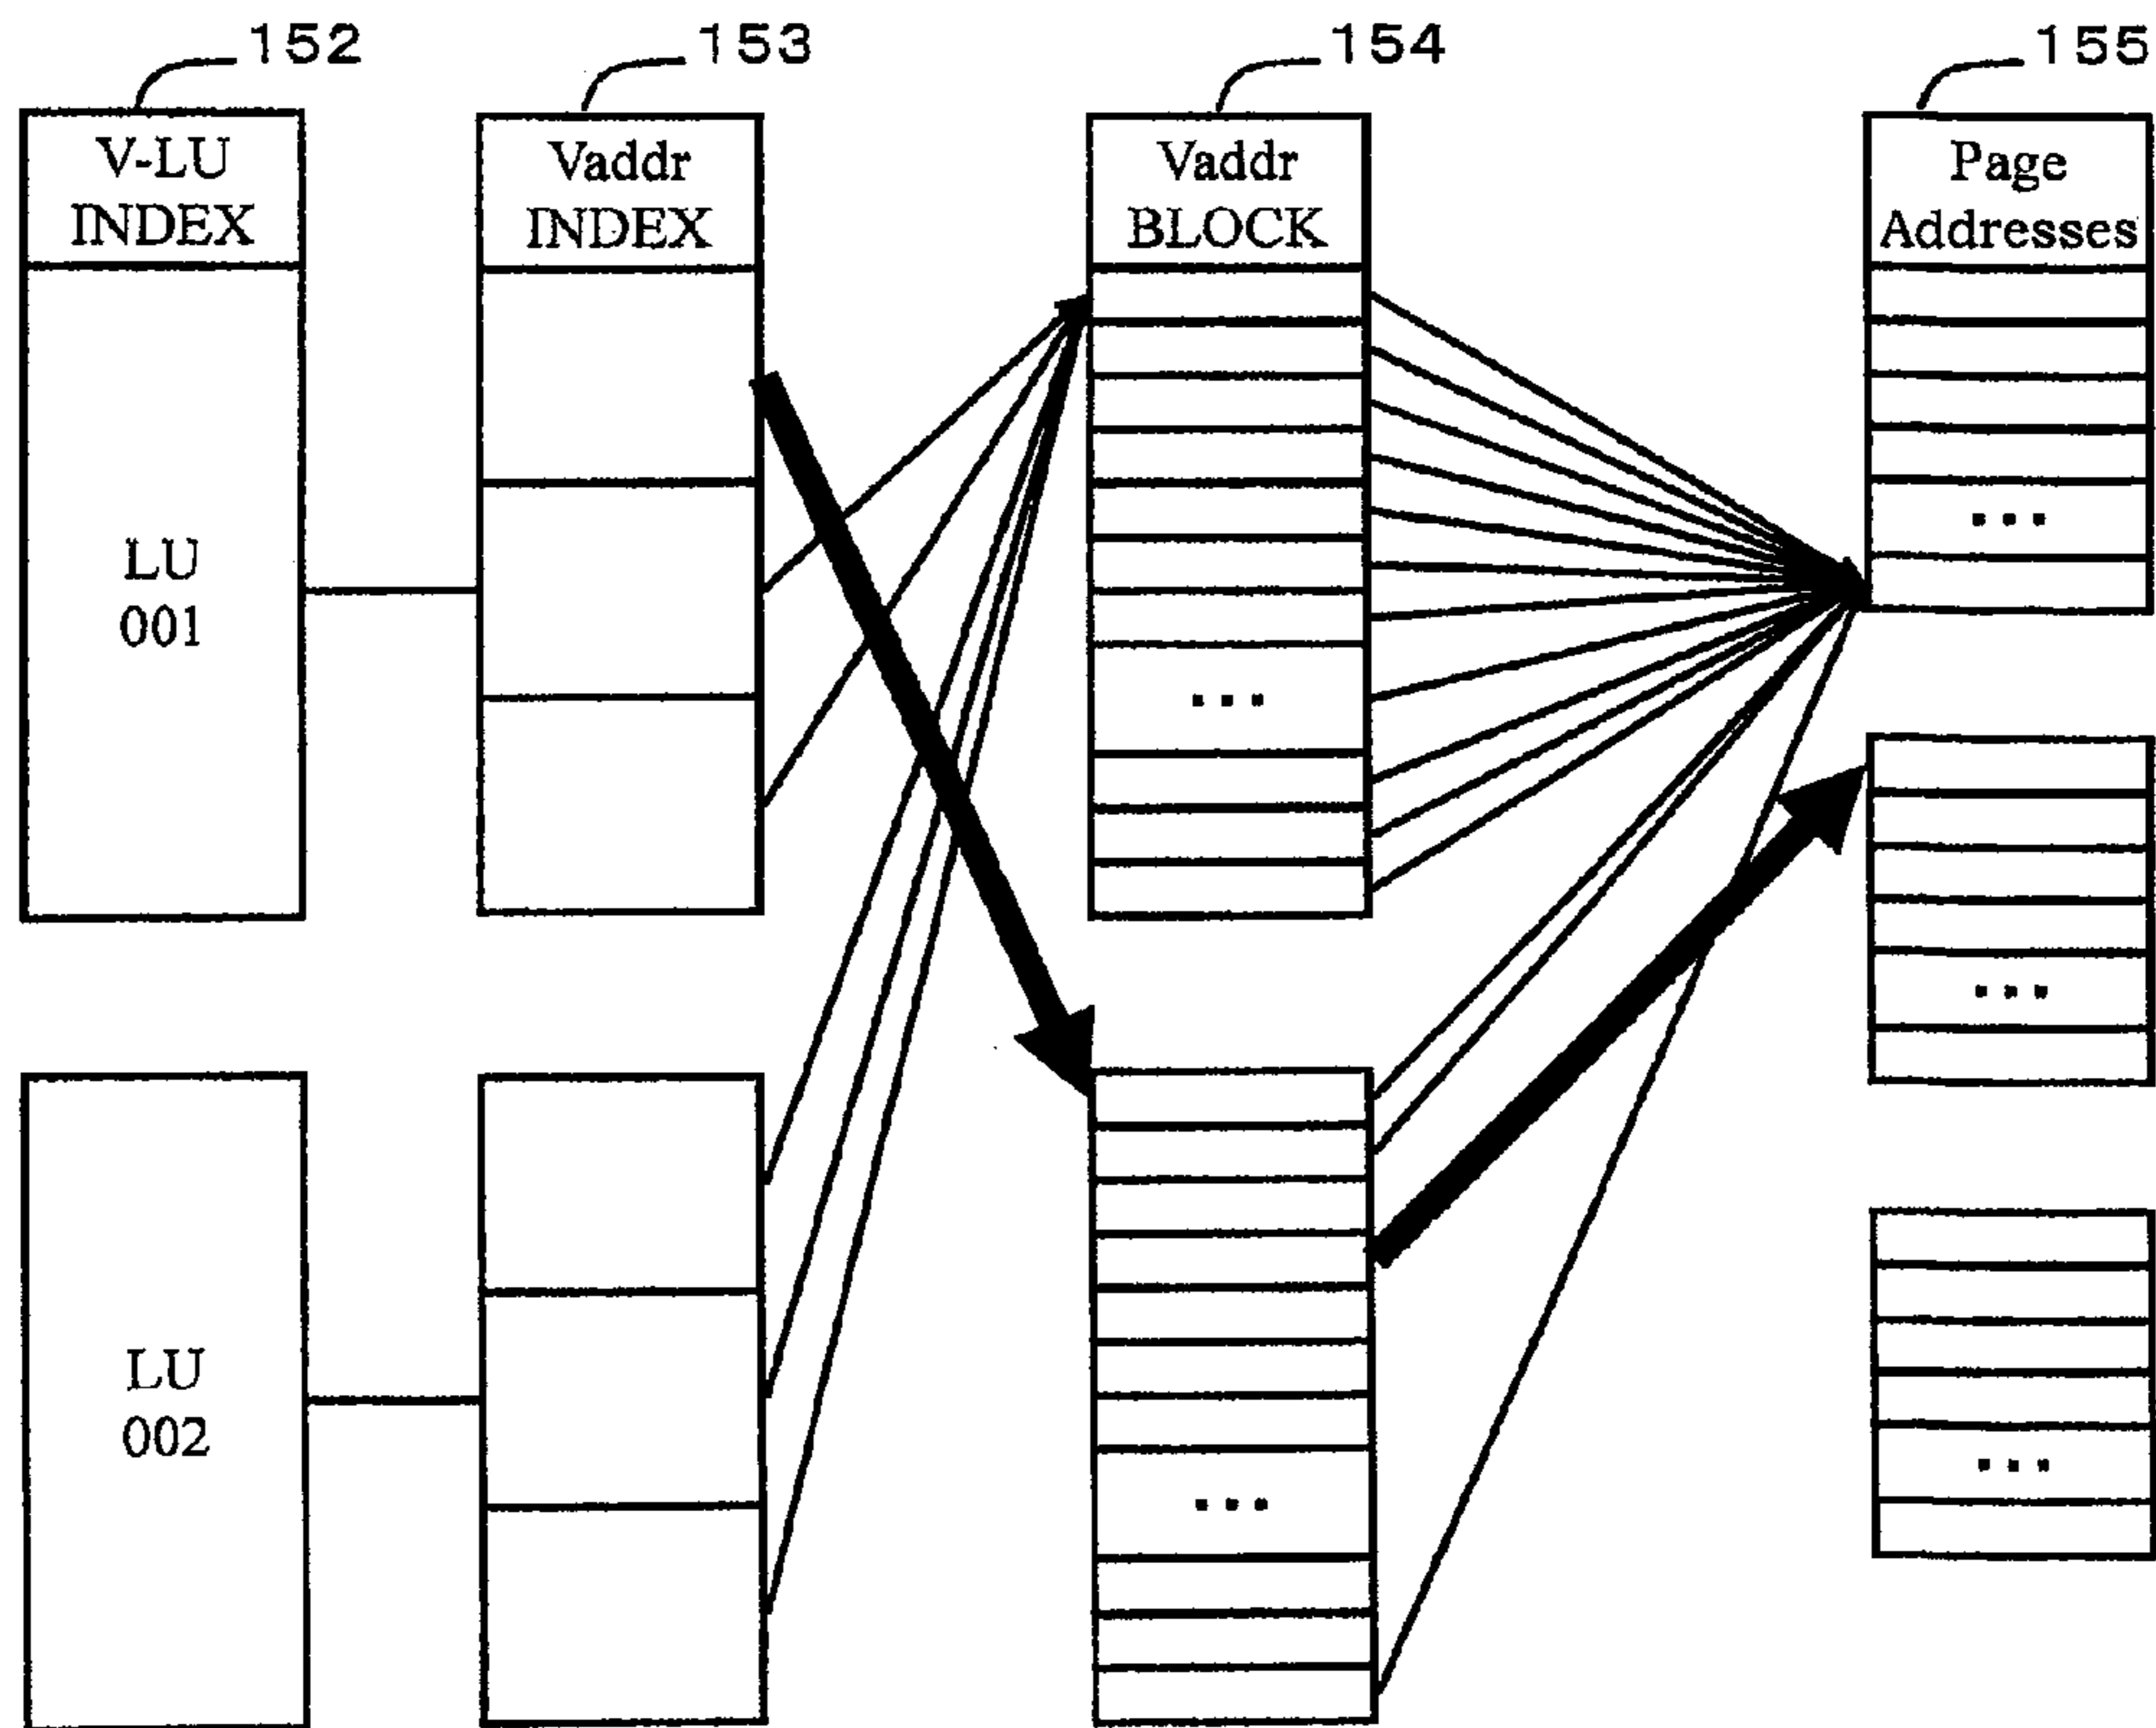 152
153
154
155
V-LU
INDEX
Vaddr
INDEX
Vaddr
BLOCK
Page
Addresses
...
LU
001
...
...
LU
002
...
...